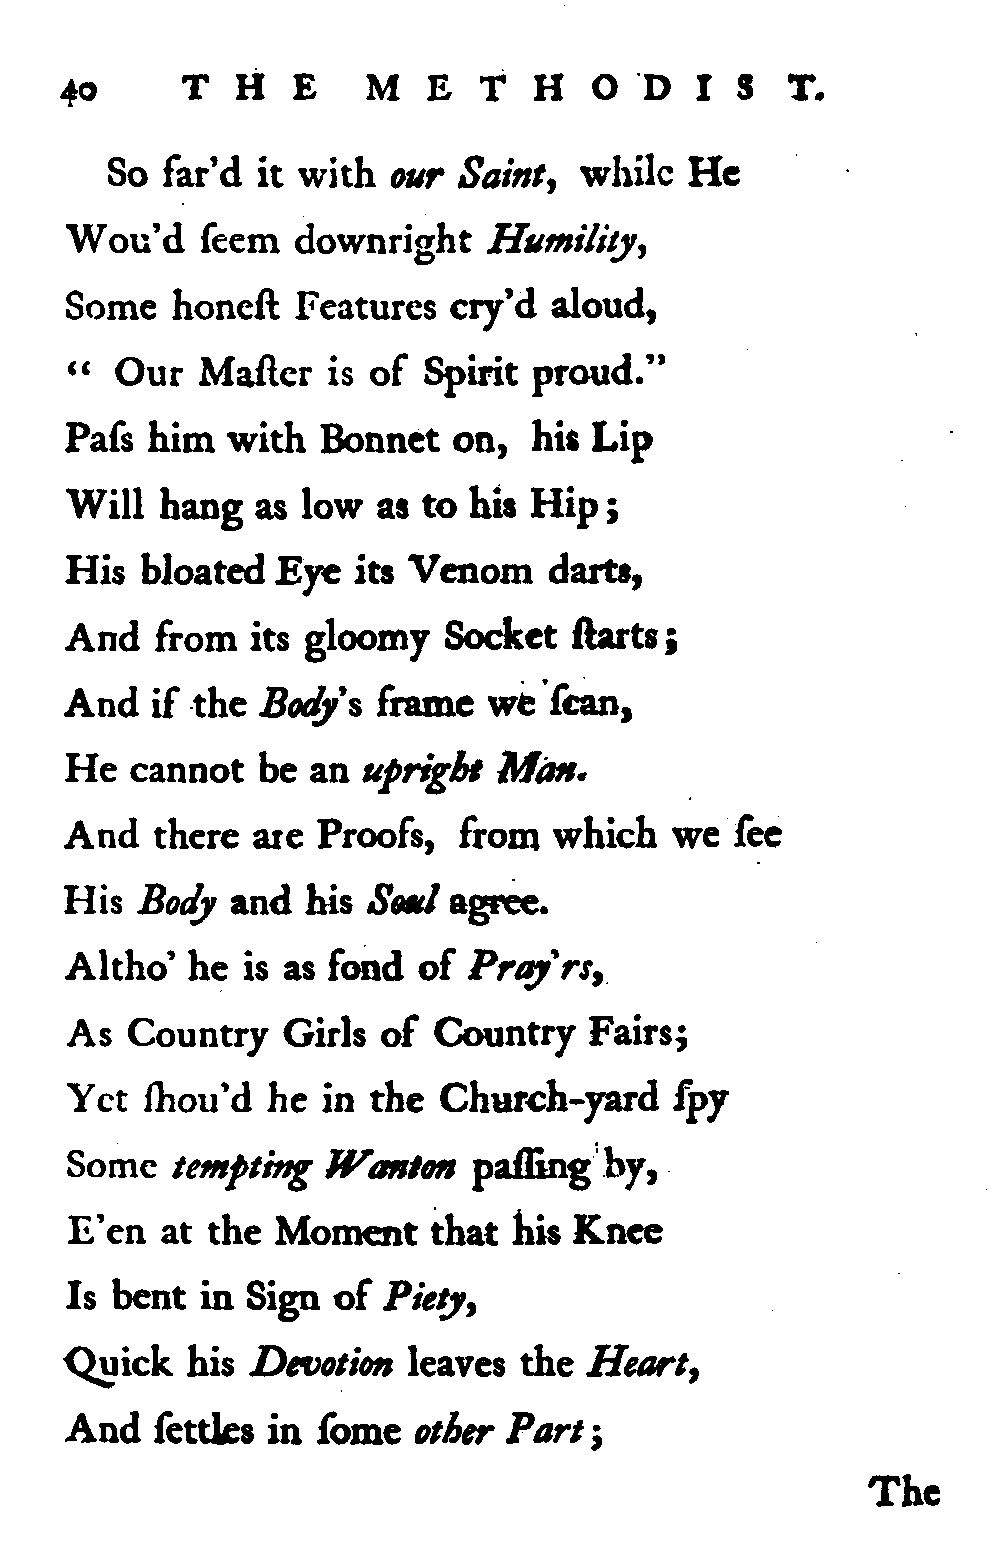 40 THE METHODIST.
So far'd it with our Saint, while He
Wou'd ſeem downright Humility,
Some honeſt Features cry'd aloud,
“ Our Maſter is of Spirit proud.”
Paſs him with Bonnet on, his Lip
Will hang as low as to his Hip;
His bloated Eye its Venom darts,
And from its gloomy Socket ſtarts;
And if the Body's frame we ſcan,
He cannot be an upright Man.
And there are Proofs, from which we ſee
His Body and his Soul agree.
Altho' he is as fond of Pray'rs,
As Country Girls of Country Fairs;
Yet ſhou'd he in the Church-yard ſpy
Some tempting Wanton paſſing by,
E'en at the Moment that his Knee
Is bent in Sign of Piety,
Quick his Devotion leaves the Heart,
And ſettles in ſome other Part;
The